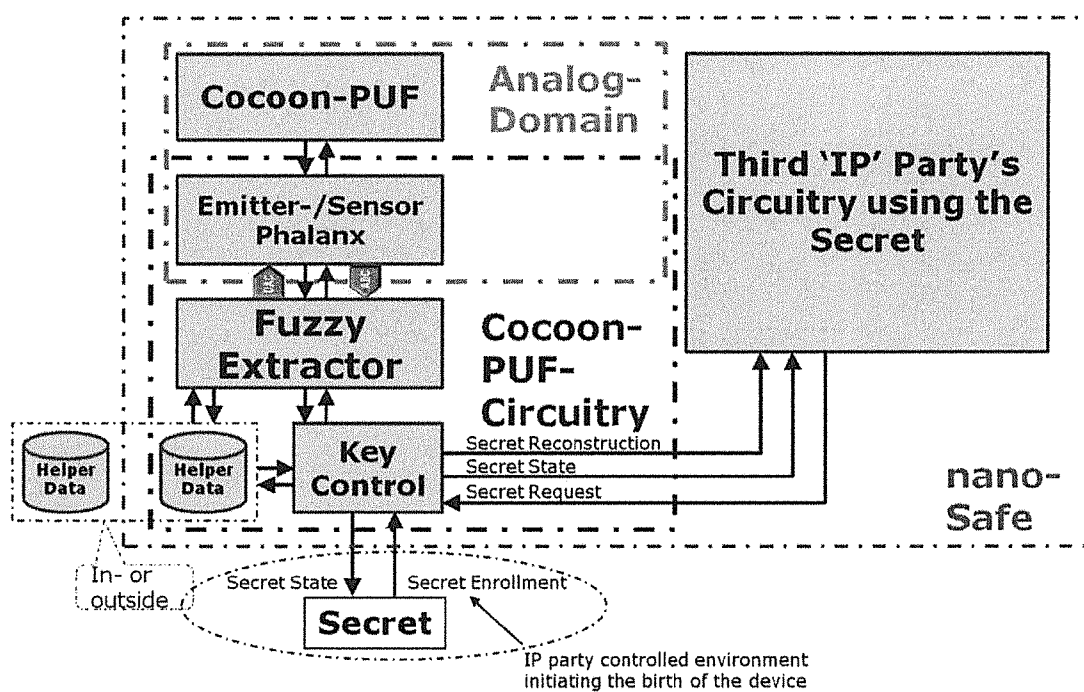 Cocoon-PUF
Analog-
Domain
Emitter-/Sensor
Phalanx
Third 'IP' Party's
Circuitry using the
Secret
Fuzzy
Extractor
Cocoon-
PUF-
Circuitry
Helper
Data
Helper
Data
Key
Control
Secret Reconstruction
Secret State
Secret Request
nano-
Safe
In- or
outside
Secret State
Secret Enrollment
Secret
IP party controlled environment
initiating the birth of the device